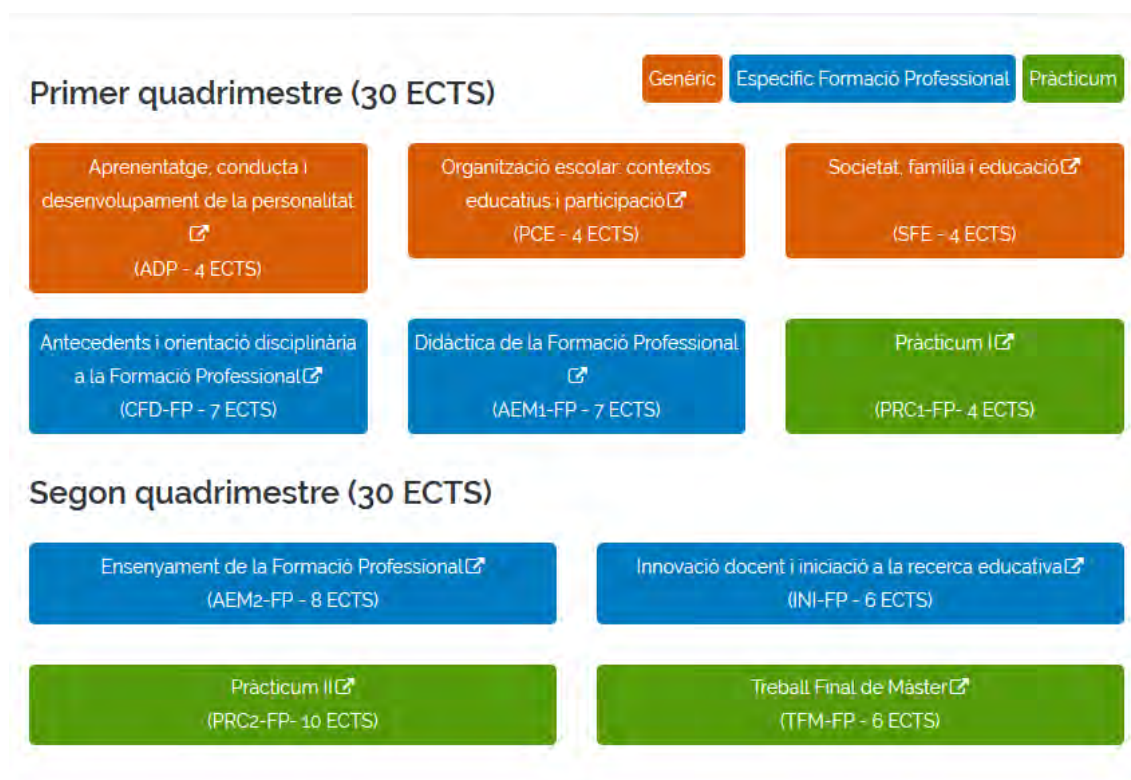 Primer quadrimestre (30 ECTS)
Genèric
Específic Formació Professional
Pràcticum
Aprenentatge, conducta i
desenvolupament de la personalitat
(ADP - 4 ECTS)
Organització escolar: contextos
educatius i participació
(PCE - 4 ECTS)
Societat, família i educació
(SFE - 4 ECTS)
Antecedents i orientació disciplinària
a la Formació Professional
(CFD-FP - 7 ECTS)
Didàctica de la Formació Professional
(AEM1-FP - 7 ECTS)
Pràcticum I
(PRC1-FP- 4 ECTS)
Segon quadrimestre (30 ECTS)
Ensenyament de la Formació Professional
(AEM2-FP - 8 ECTS)
Innovació docent i iniciació a la recerca educativa
(INI-FP - 6 ECTS)
Pràcticum II
(PRC2-FP- 10 ECTS)
Treball Final de Màster
(TFM-FP - 6 ECTS)